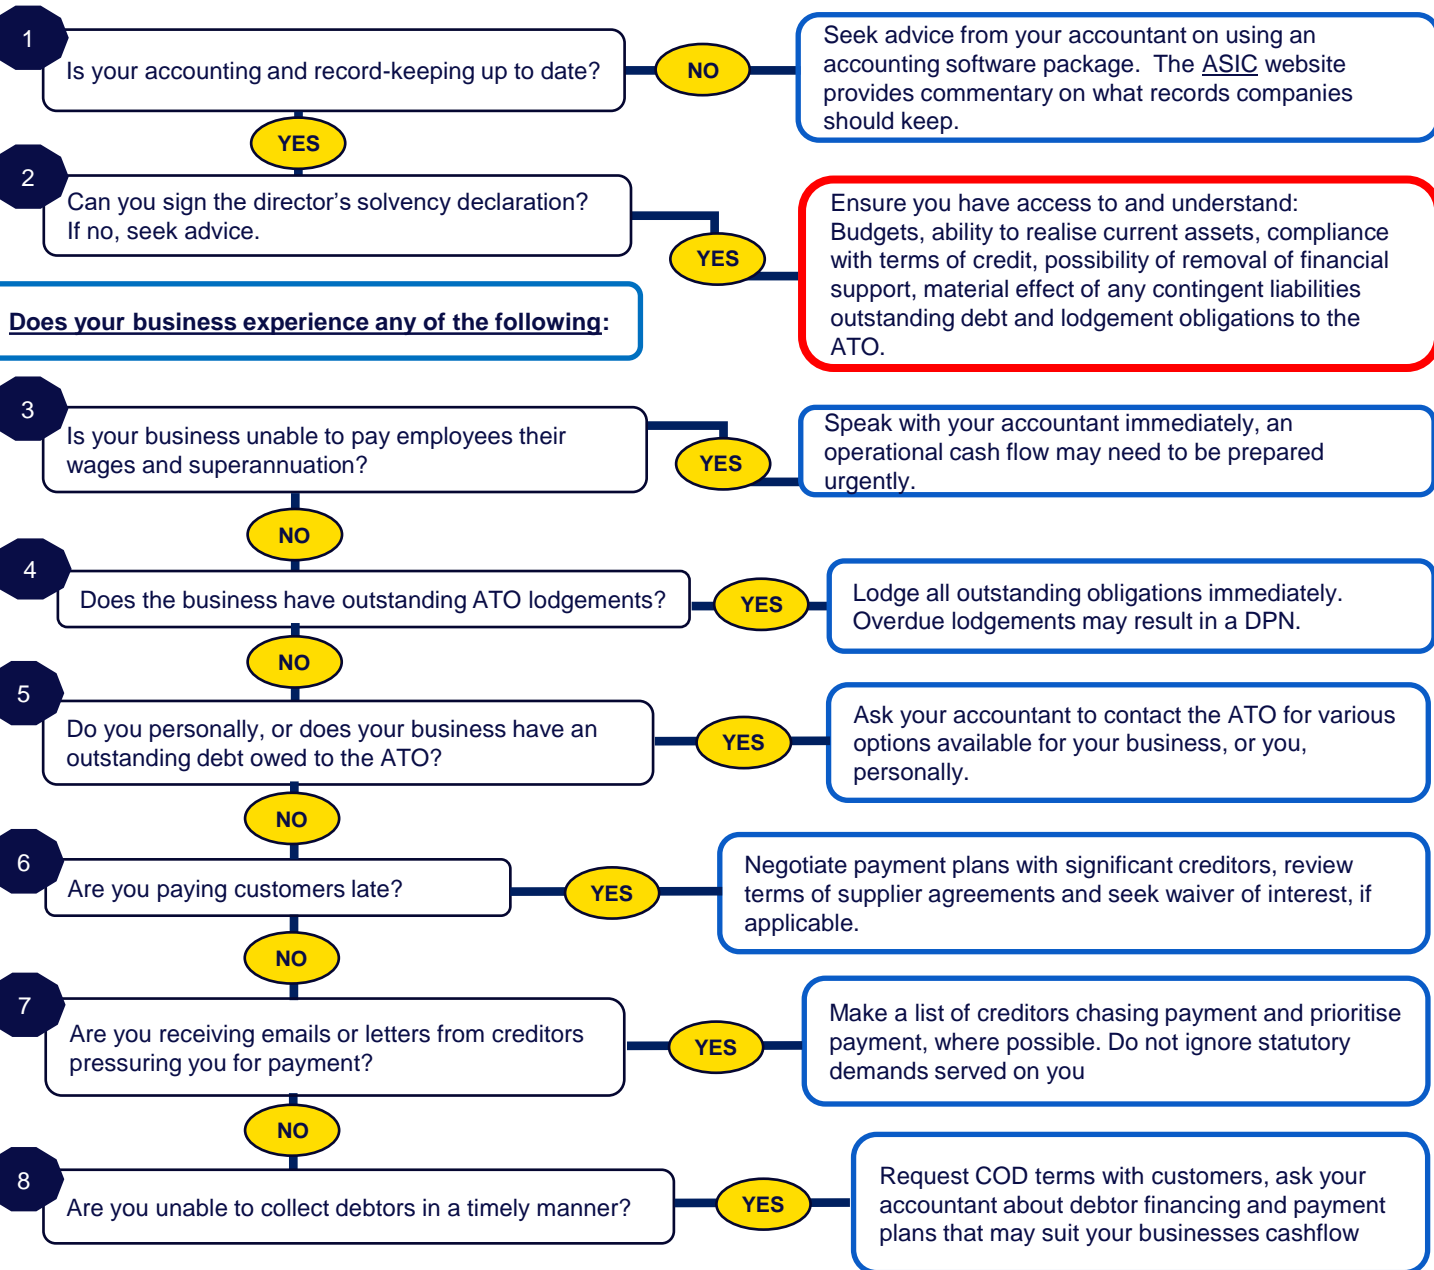 1
Is your accounting and record-keeping up to date?
NO
Seek advice from your accountant on using an
accounting software package.  The ASIC website
provides commentary on what records companies
should keep.
YES
2
Can you sign the director's solvency declaration?
If no, seek advice.
YES
Ensure you have access to and understand:
Budgets, ability to realise current assets, compliance
with terms of credit, possibility of removal of financial
support, material effect of any contingent liabilities
outstanding debt and lodgement obligations to the
ATO.
Does your business experience any of the following:
3
Is your business unable to pay employees their
wages and superannuation?
YES
Speak with your accountant immediately, an
operational cash flow may need to be prepared
urgently.
NO
4
Does the business have outstanding ATO lodgements?
YES
Lodge all outstanding obligations immediately.
Overdue lodgements may result in a DPN.
NO
5
Do you personally, or does your business have an
outstanding debt owed to the ATO?
YES
Ask your accountant to contact the ATO for various
options available for your business, or you,
personally.
NO
6
Are you paying customers late?
YES
Negotiate payment plans with significant creditors, review
terms of supplier agreements and seek waiver of interest, if
applicable.
NO
7
Are you receiving emails or letters from creditors
pressuring you for payment?
YES
Make a list of creditors chasing payment and prioritise
payment, where possible. Do not ignore statutory
demands served on you
NO
8
Are you unable to collect debtors in a timely manner?
YES
Request COD terms with customers, ask your
accountant about debtor financing and payment
plans that may suit your businesses cashflow